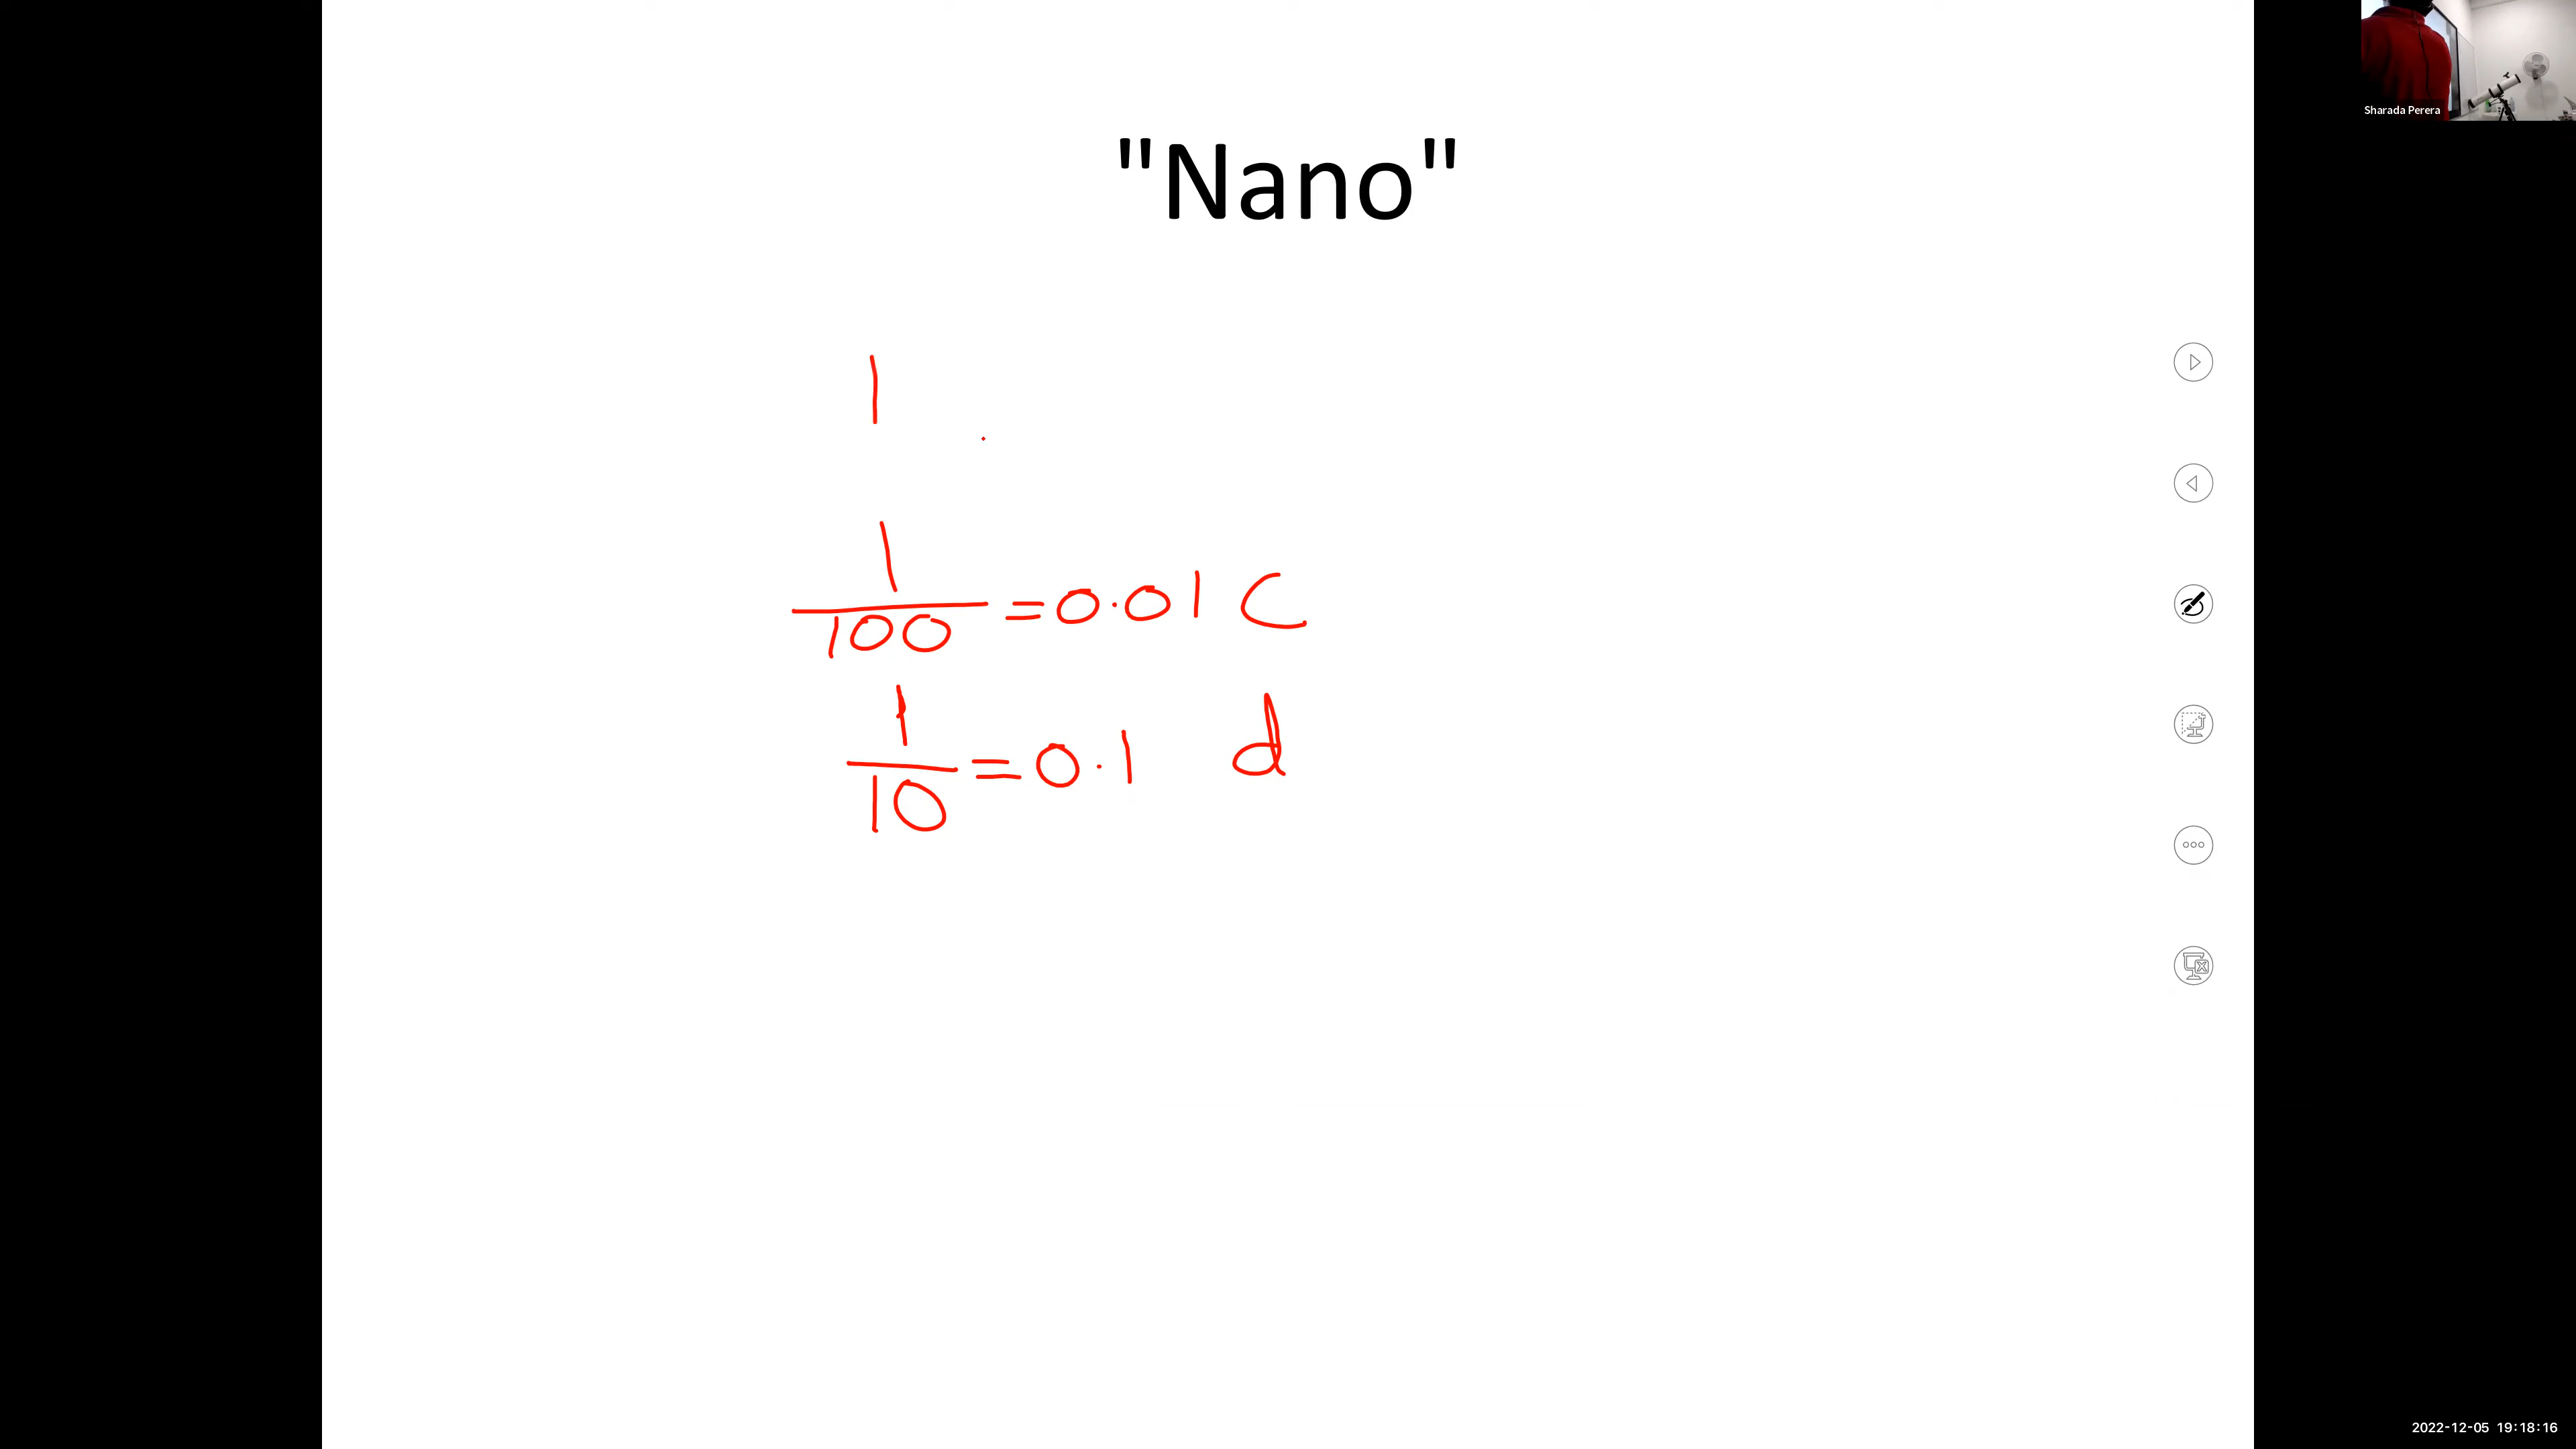 Sharada Perera
"Nano"
1
1/100 = 0.01 C
1/10 = 0.1 d
2022-12-05 19:18:16